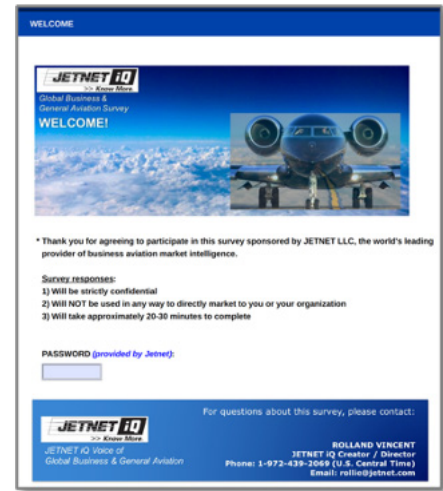 WELCOME
JETNET iQ
>> Know More.
Global Business &
General Aviation Survey
WELCOME!
* Thank you for agreeing to participate in this survey sponsored by JETNET LLC, the world's leading
provider of business aviation market intelligence.
Survey responses:
1) Will be strictly confidential
2) Will NOT be used in any way to directly market to you or your organization
3) Will take approximately 20-30 minutes to complete
PASSWORD (provided by Jetnet):
For questions about this survey, please contact:
JETNET iQ
>> Know More.
JETNET iQ Voice of
Global Business & General Aviation
ROLLAND VINCENT
JETNET iQ Creator / Director
Phone: 1-972-439-2069 (U.S. Central Time)
Email: rollie@jetnet.com